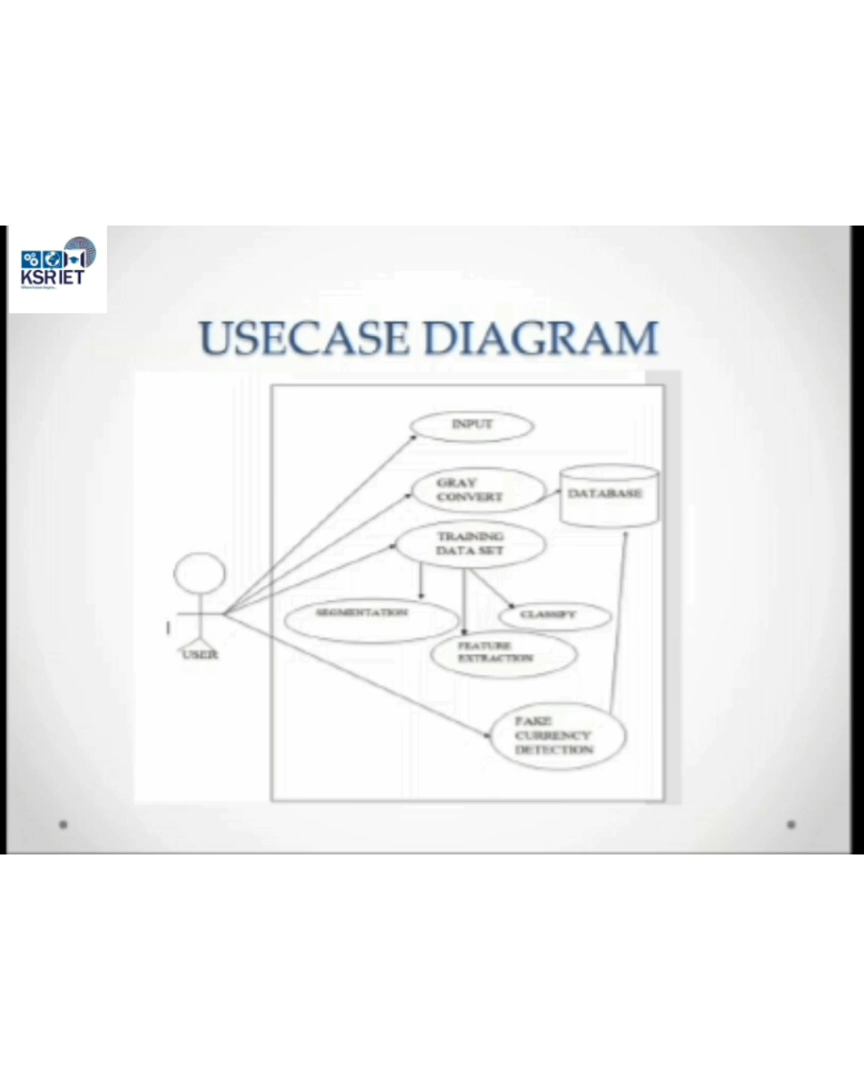 KSRIET
USECASE DIAGRAM
INPUT
GRAY
CONVERT
DATABASE
TRAINING
DATA SET
SEGMENTATION
CLASSIFY
FEATURE
EXTRACTION
USER
FAKE
CURRENCY
DETECTION